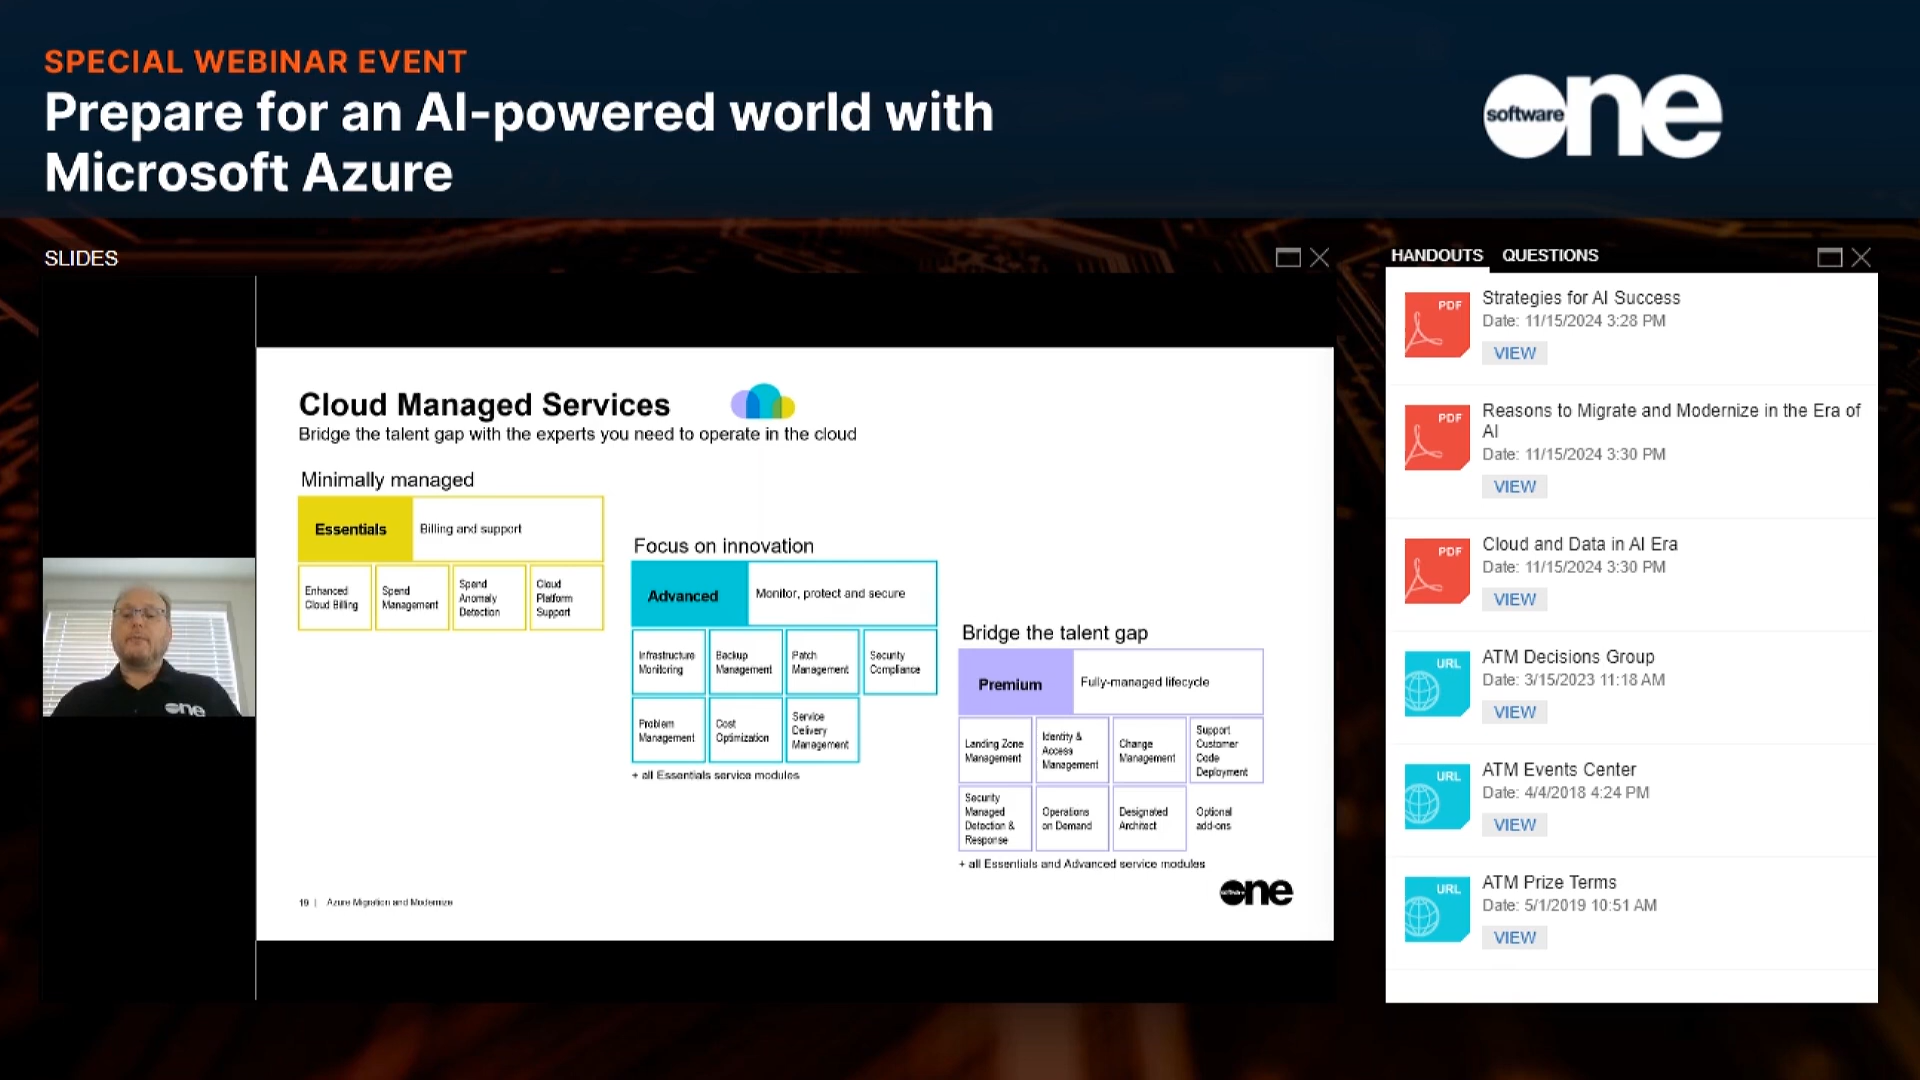 SPECIAL WEBINAR EVENT
Prepare for an AI-powered world with
Microsoft Azure
software one
SLIDES
Cloud Managed Services
Bridge the talent gap with the experts you need to operate in the cloud
Minimally managed
Essentials
Billing and support
Enhanced
Cloud Billing
Spend
Management
Spend
Anomaly
Detection
Cloud
Platform
Support
Focus on innovation
Advanced
Monitor, protect and secure
Infrastructure
Monitoring
Backup
Management
Patch
Management
Security
Compliance
Problem
Management
Cost
Optimization
Service
Delivery
Management
+ all Essentials service modules
Bridge the talent gap
Premium
Fully-managed lifecycle
Landing Zone
Management
Identity &
Access
Management
Change
Management
Support
Customer
Code
Deployment
Security
Managed
Detection &
Response
Operations
on Demand
Designated
Architect
Optional
add-ons
+ all Essentials and Advanced service modules
19 | Azure Migration and Modernize
software one
one
HANDOUTS QUESTIONS
PDF
Strategies for AI Success
Date: 11/15/2024 3:28 PM
VIEW
PDF
Reasons to Migrate and Modernize in the Era of
AI
Date: 11/15/2024 3:30 PM
VIEW
PDF
Cloud and Data in AI Era
Date: 11/15/2024 3:30 PM
VIEW
URL
ATM Decisions Group
Date: 3/15/2023 11:18 AM
VIEW
URL
ATM Events Center
Date: 4/4/2018 4:24 PM
VIEW
URL
ATM Prize Terms
Date: 5/1/2019 10:51 AM
VIEW